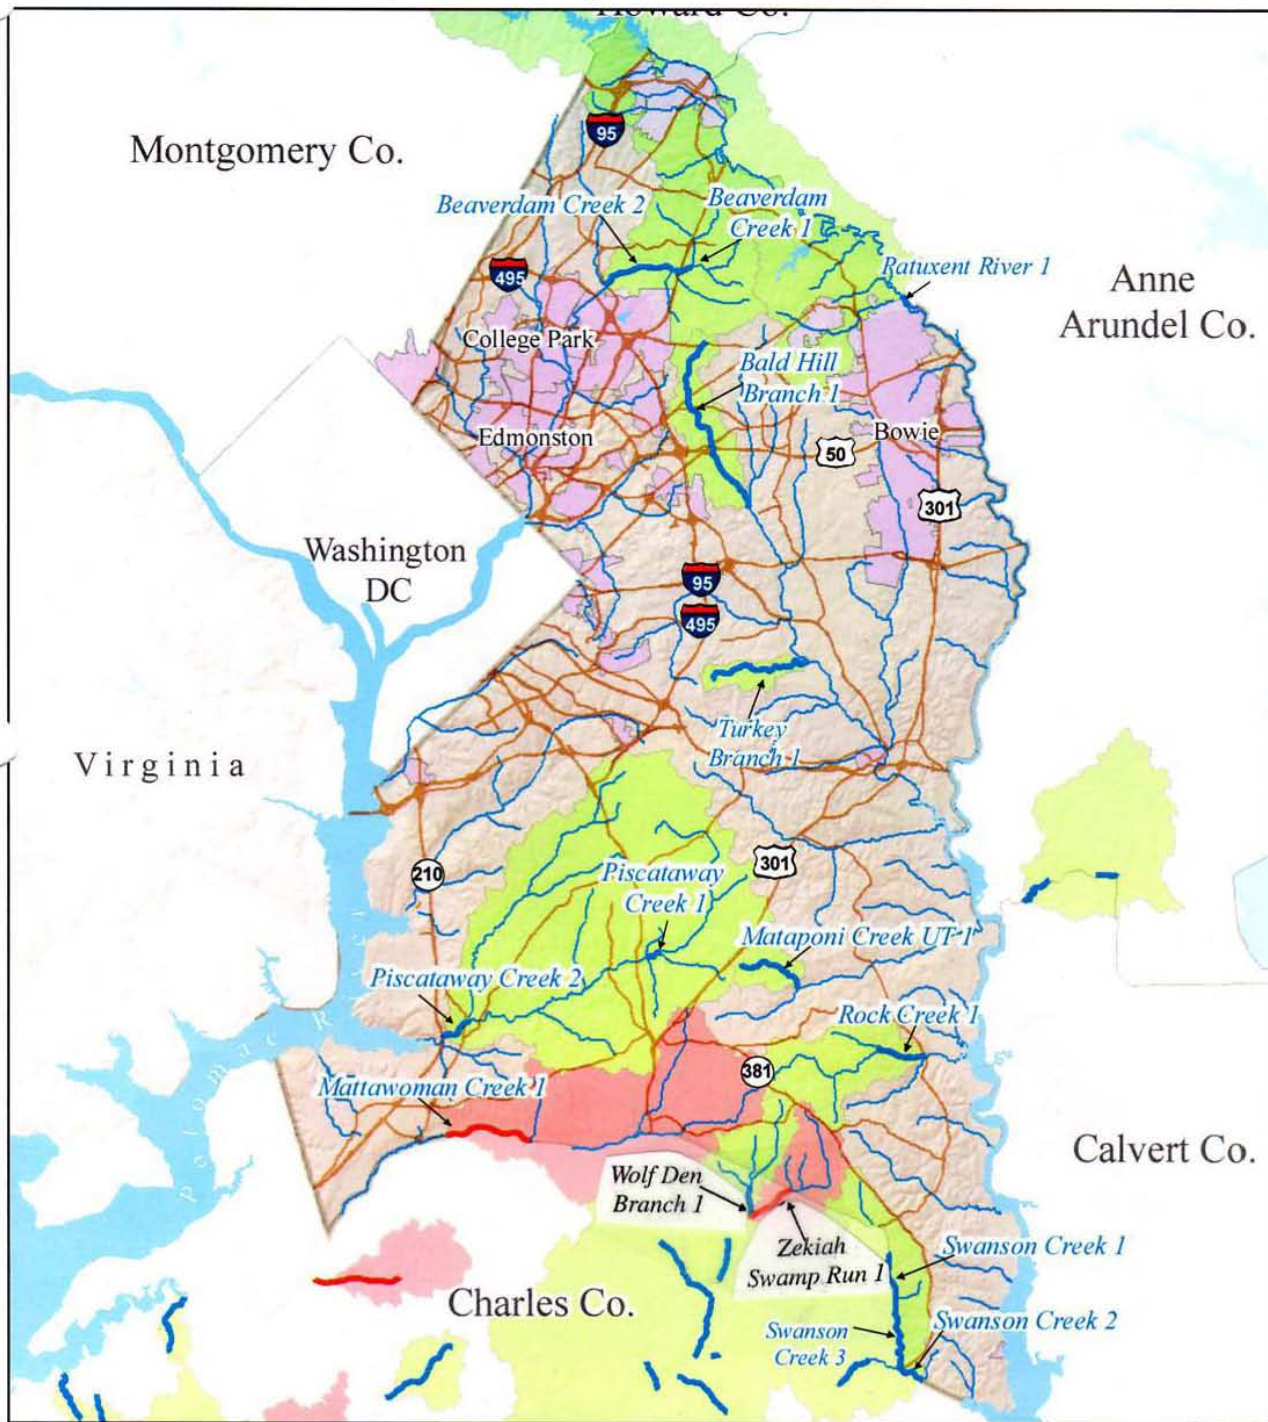 Howard Co.
Montgomery Co.
95
Beaverdam Creek 2
Beaverdam
Creek 1
495
Patuxent River 1
Anne
Arundel Co.
College Park
Bald Hill
Branch 1
Edmonston
Bowie
50
301
Washington
DC
95
495
Turkey
Branch 1
Virginia
210
301
Piscataway
Creek 1
Mataponi Creek UT 1
Piscataway Creek 2
Rock Creek 1
Potomac R
381
Mattawoman Creek 1
Calvert Co.
Wolf Den
Branch 1
Zekiah
Swamp Run 1
Swanson Creek 1
Charles Co.
Swanson
Creek 3
Swanson Creek 2